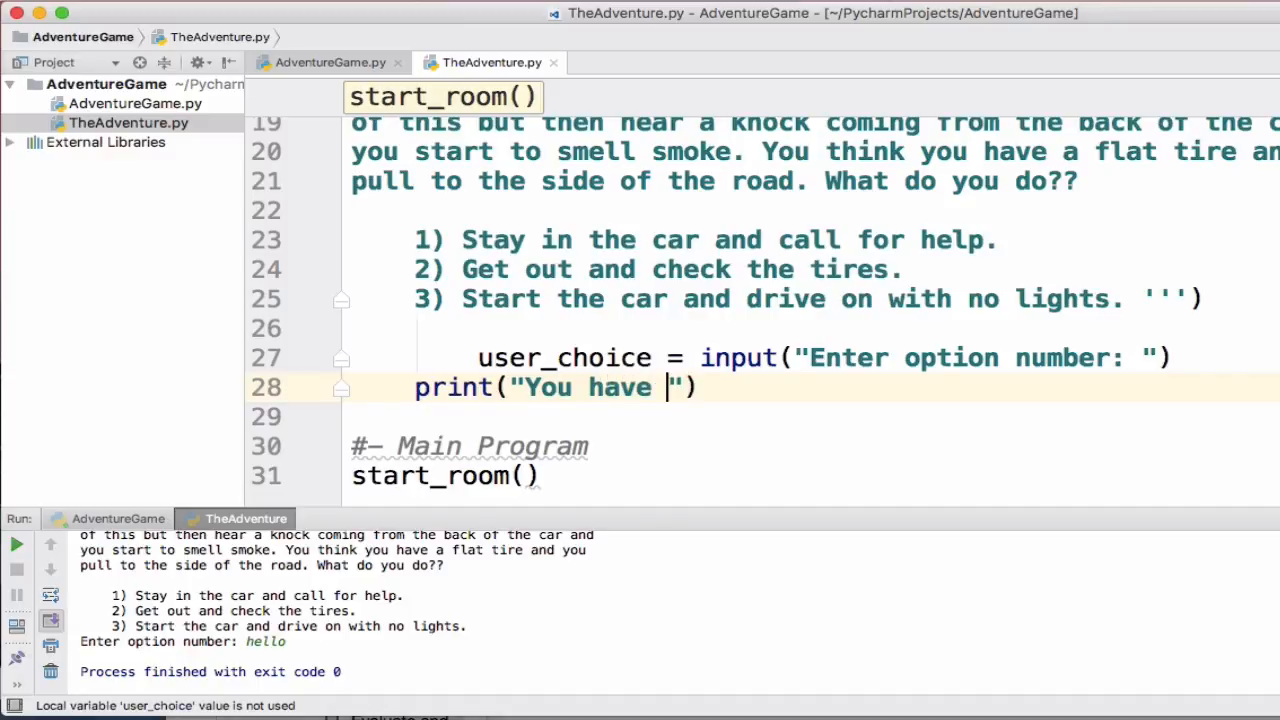 TheAdventure.py - AdventureGame - [~/PycharmProjects/AdventureGame]
AdventureGame TheAdventure.py
Project AdventureGame.py TheAdventure.py
AdventureGame ~/Pycharm
AdventureGame.py
TheAdventure.py
External Libraries
start_room()
19 of this but then hear a knock coming from the back of the c
20 you start to smell smoke. You think you have a flat tire an
21 pull to the side of the road. What do you do??
22
23 1) Stay in the car and call for help.
24 2) Get out and check the tires.
25 3) Start the car and drive on with no lights. ''')
26
27 user_choice = input("Enter option number: ")
28 print("You have ")
29
30 #- Main Program
31 start_room()
Run: AdventureGame TheAdventure
of this but then hear a knock coming from the back of the car and
you start to smell smoke. You think you have a flat tire and you
pull to the side of the road. What do you do??
1) Stay in the car and call for help.
2) Get out and check the tires.
3) Start the car and drive on with no lights.
Enter option number: hello
Process finished with exit code 0
Local variable 'user_choice' value is not used